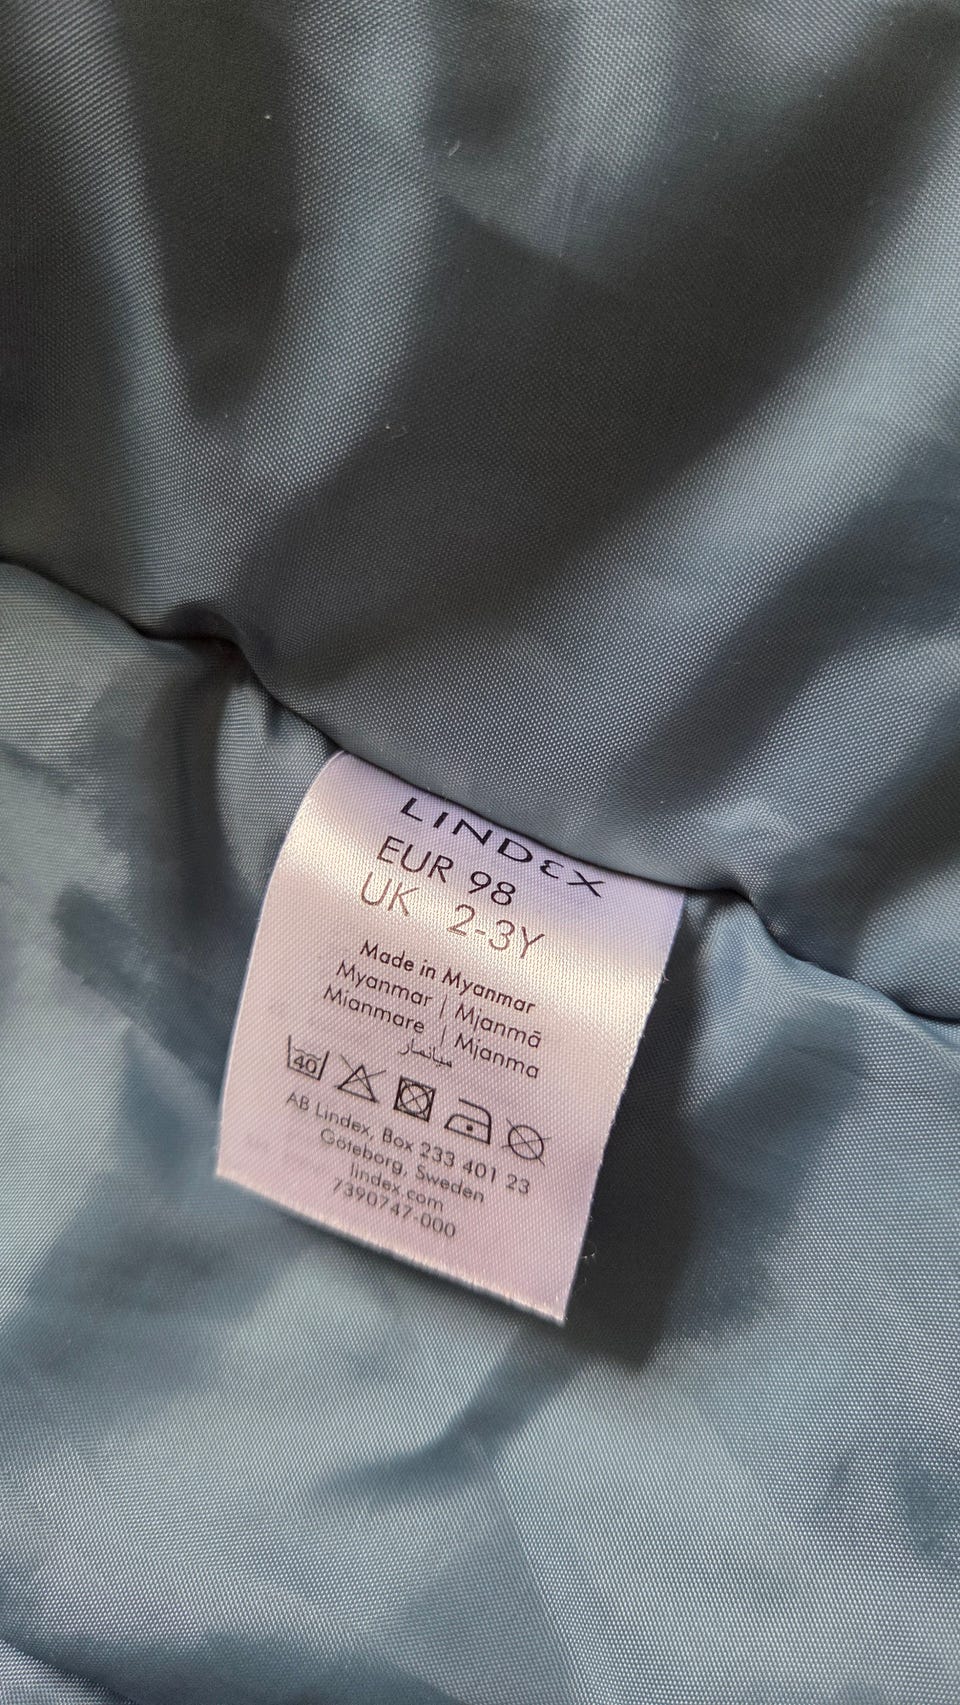 LINDEX
EUR 98
UK 2-3Y
Made in Myanmar
Myanmar | Mjanmā
Mianmare | Mjanma
ميانمار
40
AB Lindex, Box 233 401 23
Göteborg, Sweden
lindex.com
7390747-000